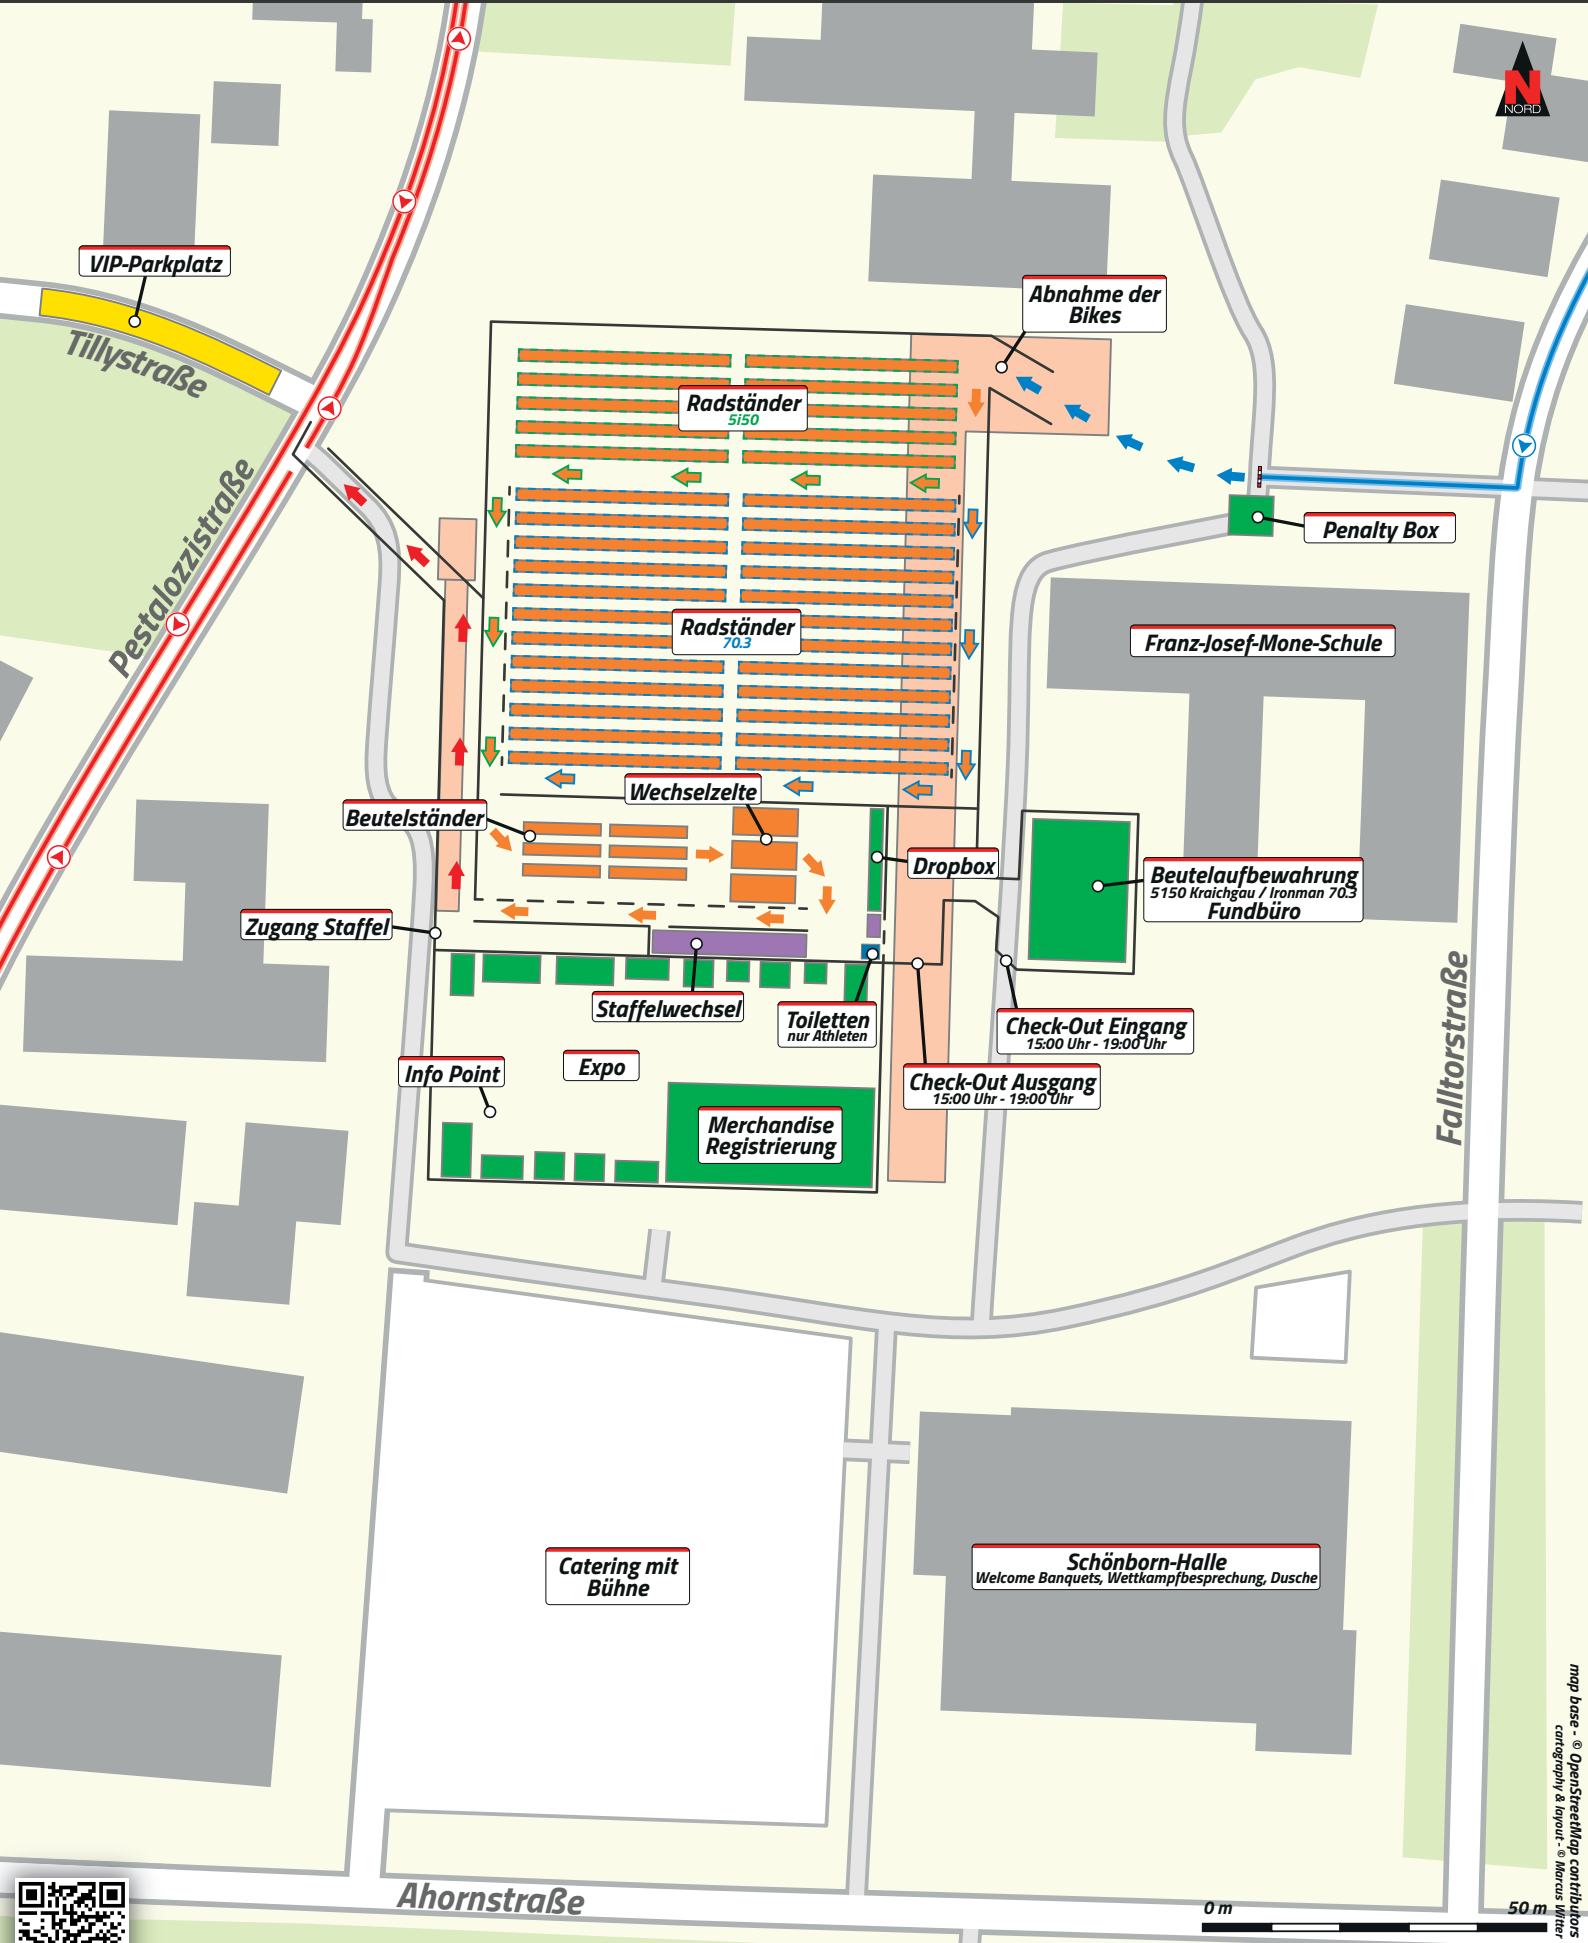 N
NORD
VIP-Parkplatz
Tillystraße
Abnahme der
Bikes
Radständer
5i50
Pestalozzistraße
Penalty Box
Radständer
70.3
Franz-Josef-Mone-Schule
Wechselzelte
Beutelständer
Dropbox
Beutelaufbewahrung
5150 Kraichgau / Ironman 70.3
Fundbüro
Zugang Staffel
Staffelwechsel
Toiletten
nur Athleten
Check-Out Eingang
15:00 Uhr - 19:00 Uhr
Falltorstraße
Info Point
Expo
Check-Out Ausgang
15:00 Uhr - 19:00 Uhr
Merchandise
Registrierung
Catering mit
Bühne
Schönborn-Halle
Welcome Banquets, Wettkampfbesprechung, Dusche
Ahornstraße
0 m
50 m
map base - © OpenStreetMap contributors
cartography & layout - © Marcus Witter